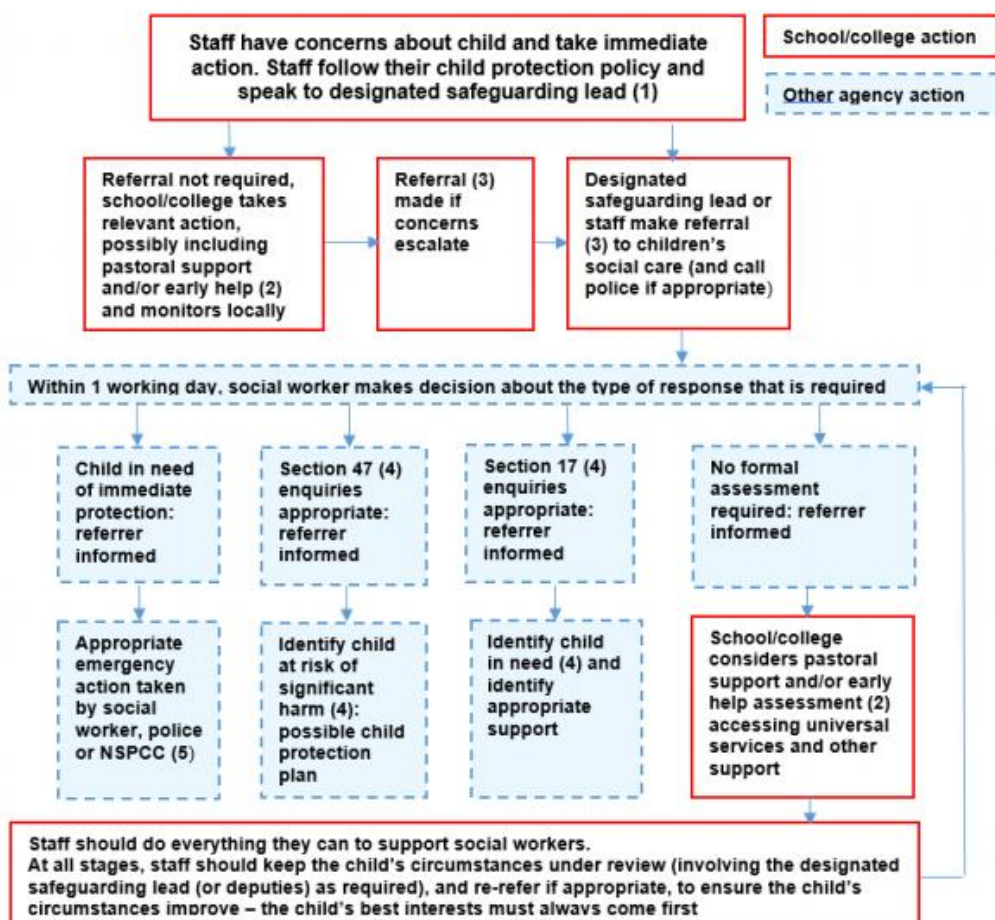 Staff have concerns about child and take immediate
action. Staff follow their child protection policy and
speak to designated safeguarding lead (1)
School/college action
Other agency action
Referral not required,
school/college takes
relevant action,
possibly including
pastoral support
and/or early help (2)
and monitors locally
Referral (3)
made if
concerns
escalate
Designated
safeguarding lead or
staff make referral
(3) to children's
social care (and call
police if appropriate)
Within 1 working day, social worker makes decision about the type of response that is required
Child in need
of immediate
protection:
referrer
informed
Section 47 (4)
enquiries
appropriate:
referrer
informed
Section 17 (4)
enquiries
appropriate:
referrer
informed
No formal
assessment
required: referrer
informed
Appropriate
emergency
action taken
by social
worker, police
or NSPCC (5)
Identify child
at risk of
significant
harm (4):
possible child
protection
plan
Identify child
in need (4) and
identify
appropriate
support
School/college
considers pastoral
support and/or early
help assessment (2)
accessing universal
services and other
support
Staff should do everything they can to support social workers.
At all stages, staff should keep the child's circumstances under review (involving the designated
safeguarding lead (or deputies) as required), and re-refer if appropriate, to ensure the child's
circumstances improve – the child's best interests must always come first